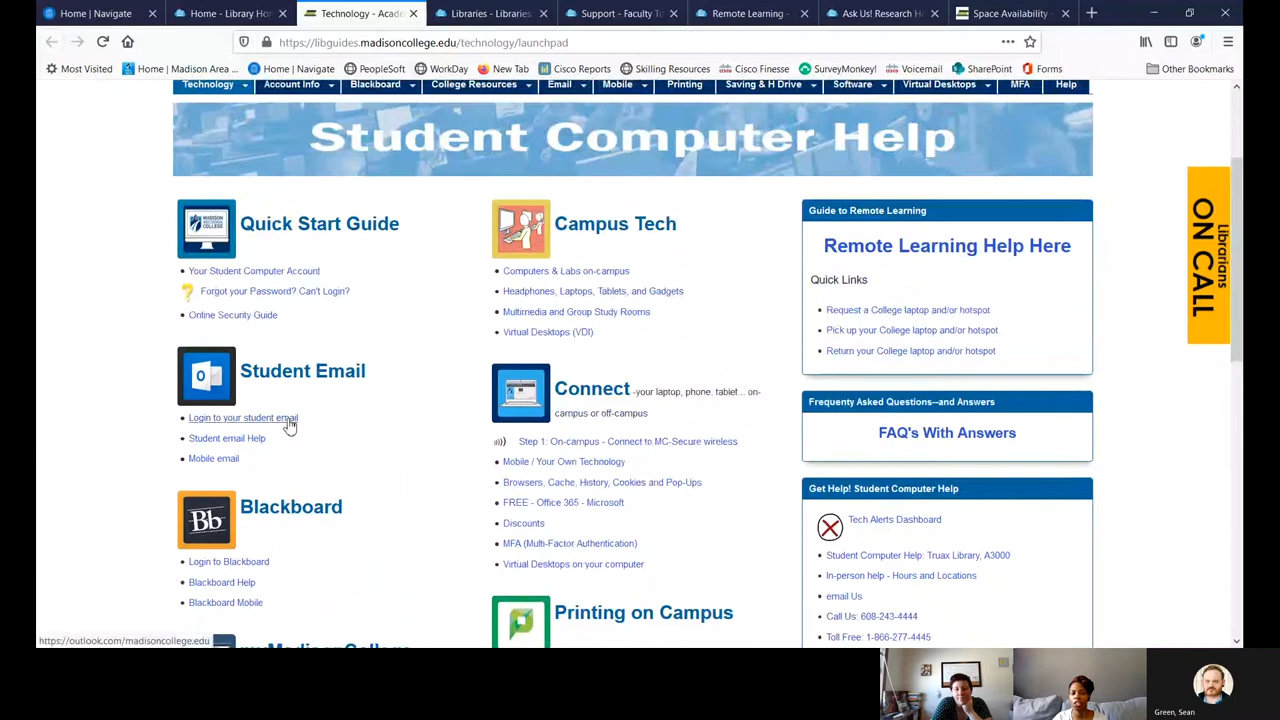 Home | Navigate
Home - Library Ho
Technology - Acade
Libraries - Libraries:
Support - Faculty To
Remote Learning -
Ask Us! Research H
Space Availability -
https://libguides.madisoncollege.edu/technology/launchpad
Most Visited
Home | Madison Area ...
Home | Navigate
PeopleSoft
WorkDay
New Tab
Cisco Reports
Skilling Resources
Cisco Finesse
SurveyMonkey!
Voicemail
SharePoint
Forms
Other Bookmarks
Technology
Account Info
Blackboard
College Resources
Email
Mobile
Printing
Saving & H Drive
Software
Virtual Desktops
MFA
Help
Student Computer Help
Quick Start Guide
Your Student Computer Account
Forgot your Password? Can't Login?
Online Security Guide
Student Email
Login to your student email
Student email Help
Mobile email
Blackboard
Login to Blackboard
Blackboard Help
Blackboard Mobile
Campus Tech
Computers & Labs on-campus
Headphones, Laptops, Tablets, and Gadgets
Multimedia and Group Study Rooms
Virtual Desktops (VDI)
Connect -your laptop, phone, tablet... on-
campus or off-campus
Step 1: On-campus - Connect to MC-Secure wireless
Mobile / Your Own Technology
Browsers, Cache, History, Cookies and Pop-Ups
FREE - Office 365 - Microsoft
Discounts
MFA (Multi-Factor Authentication)
Virtual Desktops on your computer
Printing on Campus
Guide to Remote Learning
Remote Learning Help Here
Quick Links
Request a College laptop and/or hotspot
Pick up your College laptop and/or hotspot
Return your College laptop and/or hotspot
Frequenty Asked Questions--and Answers
FAQ's With Answers
Get Help! Student Computer Help
Tech Alerts Dashboard
Student Computer Help: Truax Library, A3000
In-person help - Hours and Locations
email Us
Call Us: 608-243-4444
Toll Free: 1-866-277-4445
Librarians
ON CALL
https://outlook.com/madisoncollege.edu
Green, Sean